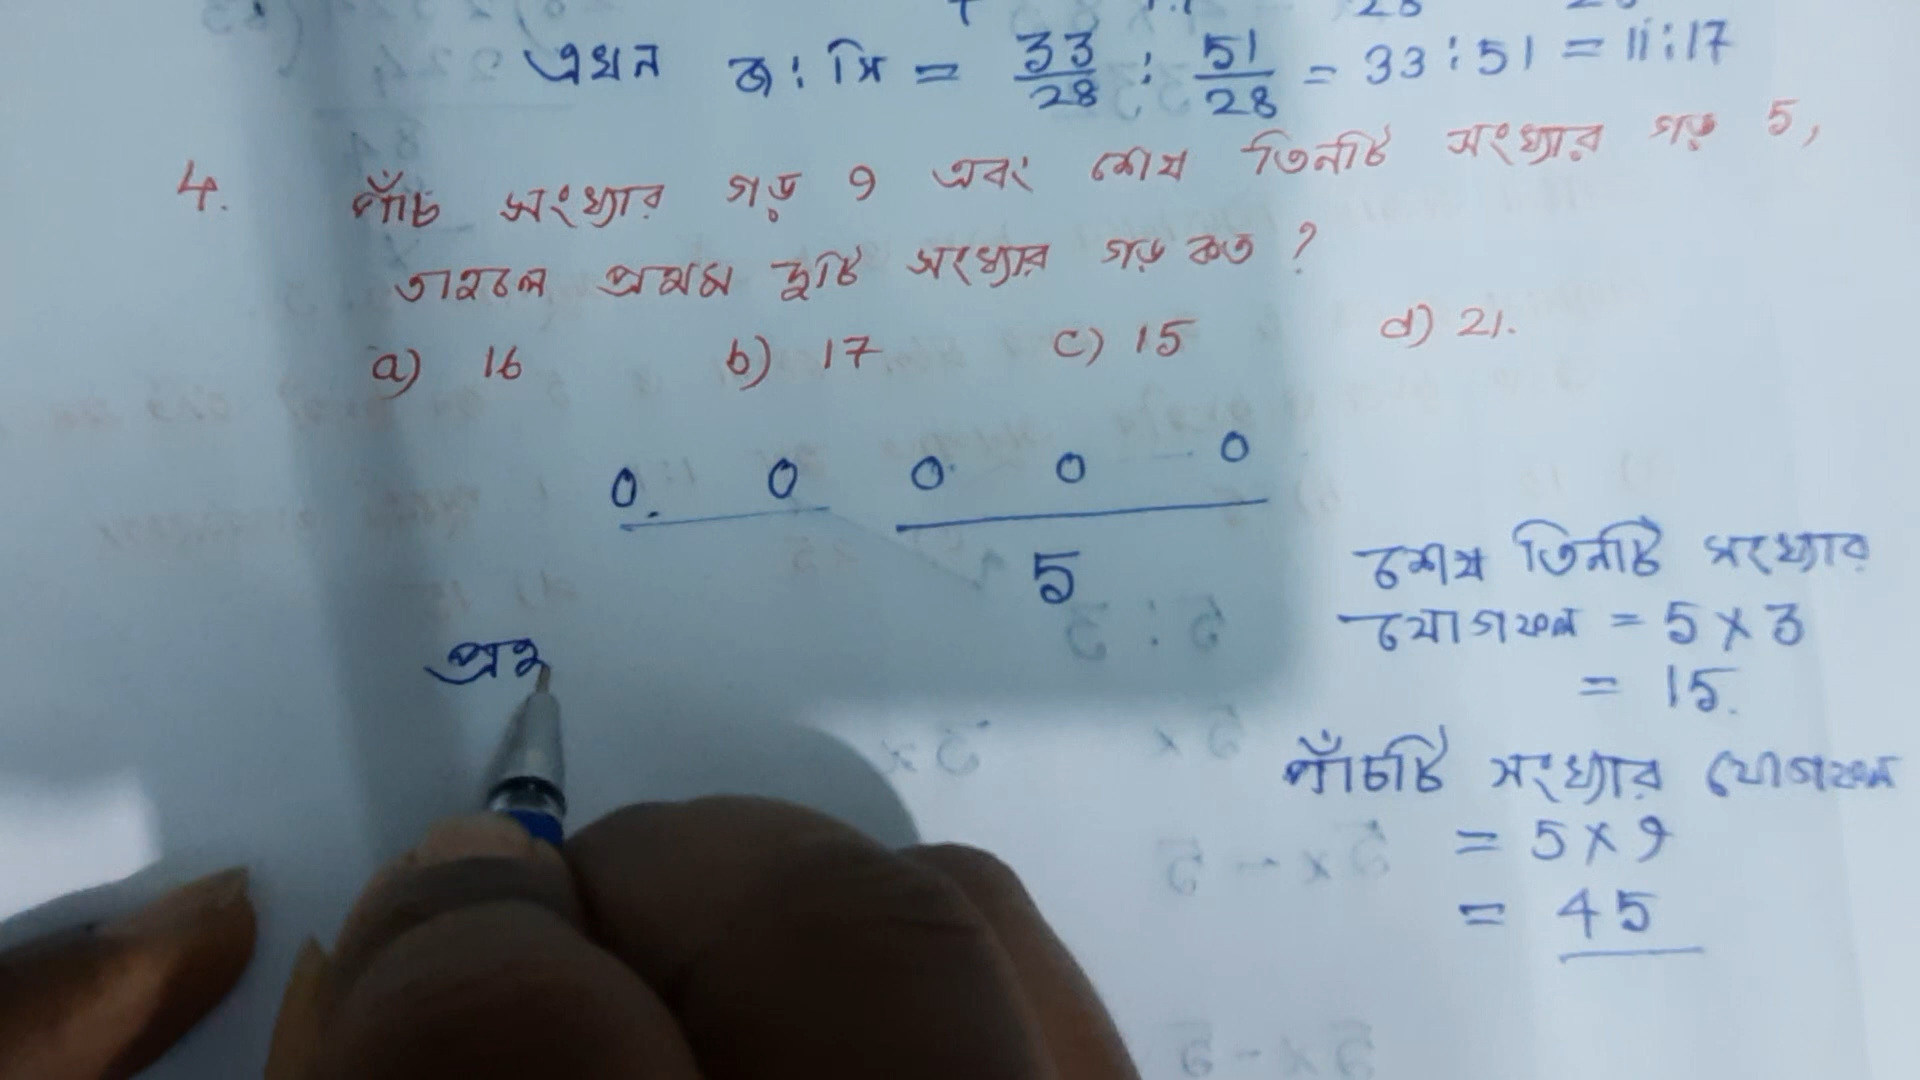 এখন জ : মি = 33/28 : 51/28 = 33 : 51 = 11 : 17
4. পাঁচ সংখ্যার গড় 9 এবং শেষ তিনটি সংখ্যার গড় 5,
তাহলে প্রথম দুটি সংখ্যার গড় কত ?
a) 16 b) 17 c) 15 d) 21.
0. 0 0 0 0
5
শেষ তিনটি সংখ্যার
যোগফল = 5 × 3
= 15.
পাঁচটি সংখ্যার যোগফল
= 5 × 9
= 45
প্রথ